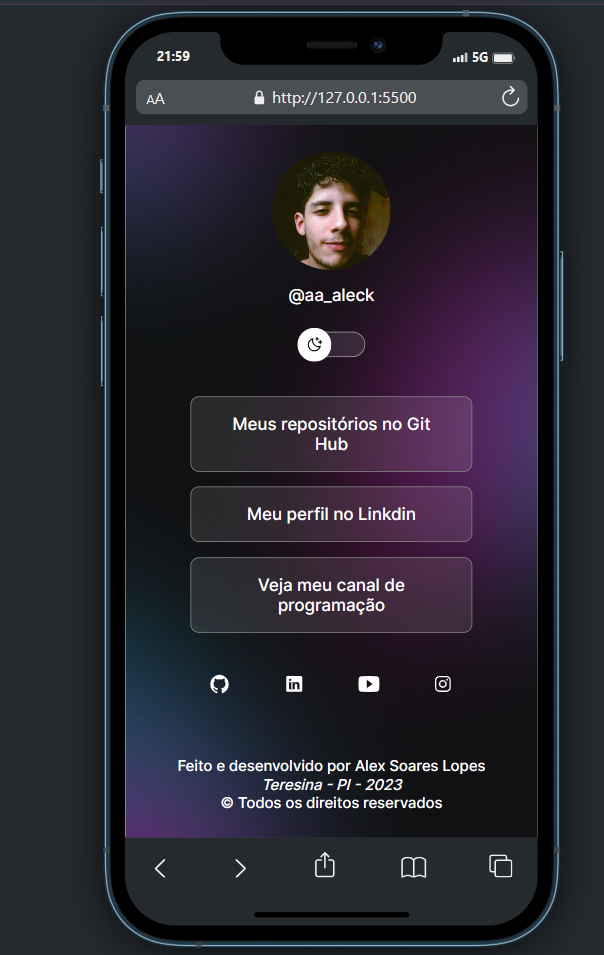 21:59
5G
AA
http://127.0.0.1:5500
@aa_aleck
Meus repositórios no Git
Hub
Meu perfil no Linkdin
Veja meu canal de
programação
in
Feito e desenvolvido por Alex Soares Lopes
Teresina - PI - 2023
© Todos os direitos reservados